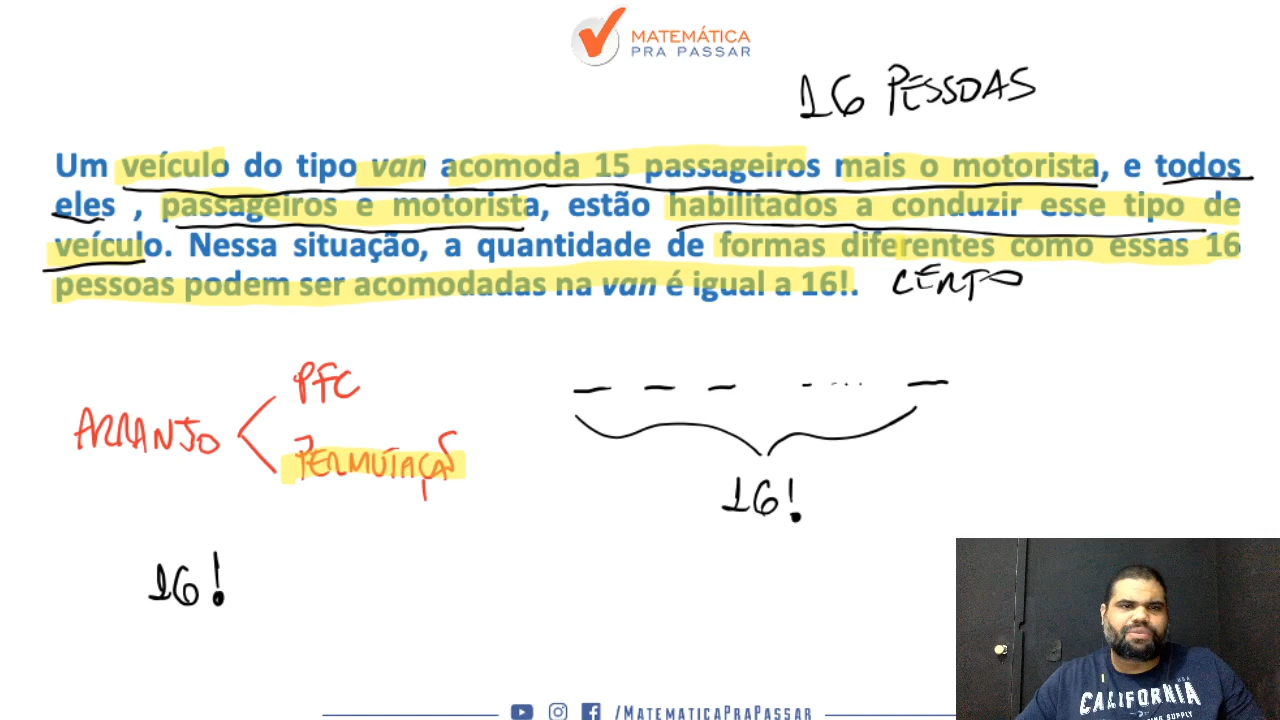 MATEMÁTICA
PRA PASSAR
16 PESSOAS
Um veículo do tipo van acomoda 15 passageiros mais o motorista, e todos
eles , passageiros e motorista, estão habilitados a conduzir esse tipo de
veículo. Nessa situação, a quantidade de formas diferentes como essas 16
pessoas podem ser acomodadas na van é igual a 16!.
CERTO
ARRANJO
PFC
PERMUTAÇÃO
16!
16!
CALIFORNIA
/MATEMATICAPRAPASSAR